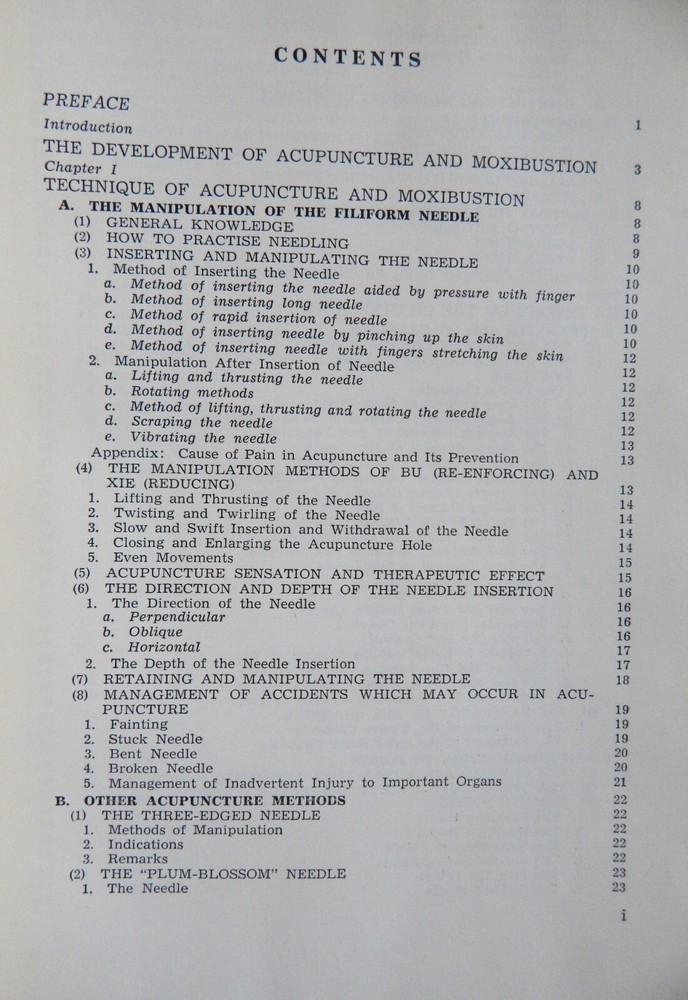 CONTENTS
PREFACE 1
Introduction
THE DEVELOPMENT OF ACUPUNCTURE AND MOXIBUSTION 3
Chapter I
TECHNIQUE OF ACUPUNCTURE AND MOXIBUSTION 8
A. THE MANIPULATION OF THE FILIFORM NEEDLE 8
(1) GENERAL KNOWLEDGE 8
(2) HOW TO PRACTISE NEEDLING 9
(3) INSERTING AND MANIPULATING THE NEEDLE 10
1. Method of Inserting the Needle 10
a. Method of inserting the needle aided by pressure with finger 10
b. Method of inserting long needle 10
c. Method of rapid insertion of needle 10
d. Method of inserting needle by pinching up the skin 10
e. Method of inserting needle with fingers stretching the skin 12
2. Manipulation After Insertion of Needle 12
a. Lifting and thrusting the needle 12
b. Rotating methods 12
c. Method of lifting, thrusting and rotating the needle 12
d. Scraping the needle 12
e. Vibrating the needle 13
Appendix: Cause of Pain in Acupuncture and Its Prevention 13
(4) THE MANIPULATION METHODS OF BU (RE-ENFORCING) AND
XIE (REDUCING) 13
1. Lifting and Thrusting of the Needle 14
2. Twisting and Twirling of the Needle 14
3. Slow and Swift Insertion and Withdrawal of the Needle 14
4. Closing and Enlarging the Acupuncture Hole 14
5. Even Movements 15
(5) ACUPUNCTURE SENSATION AND THERAPEUTIC EFFECT 15
(6) THE DIRECTION AND DEPTH OF THE NEEDLE INSERTION 16
1. The Direction of the Needle 16
a. Perpendicular 16
b. Oblique 16
c. Horizontal 17
2. The Depth of the Needle Insertion 17
(7) RETAINING AND MANIPULATING THE NEEDLE 18
(8) MANAGEMENT OF ACCIDENTS WHICH MAY OCCUR IN ACU-
PUNCTURE 19
1. Fainting 19
2. Stuck Needle 19
3. Bent Needle 20
4. Broken Needle 20
5. Management of Inadvertent Injury to Important Organs 21
B. OTHER ACUPUNCTURE METHODS 22
(1) THE THREE-EDGED NEEDLE 22
1. Methods of Manipulation 22
2. Indications 22
3. Remarks 22
(2) THE "PLUM-BLOSSOM" NEEDLE 23
1. The Needle 23
i